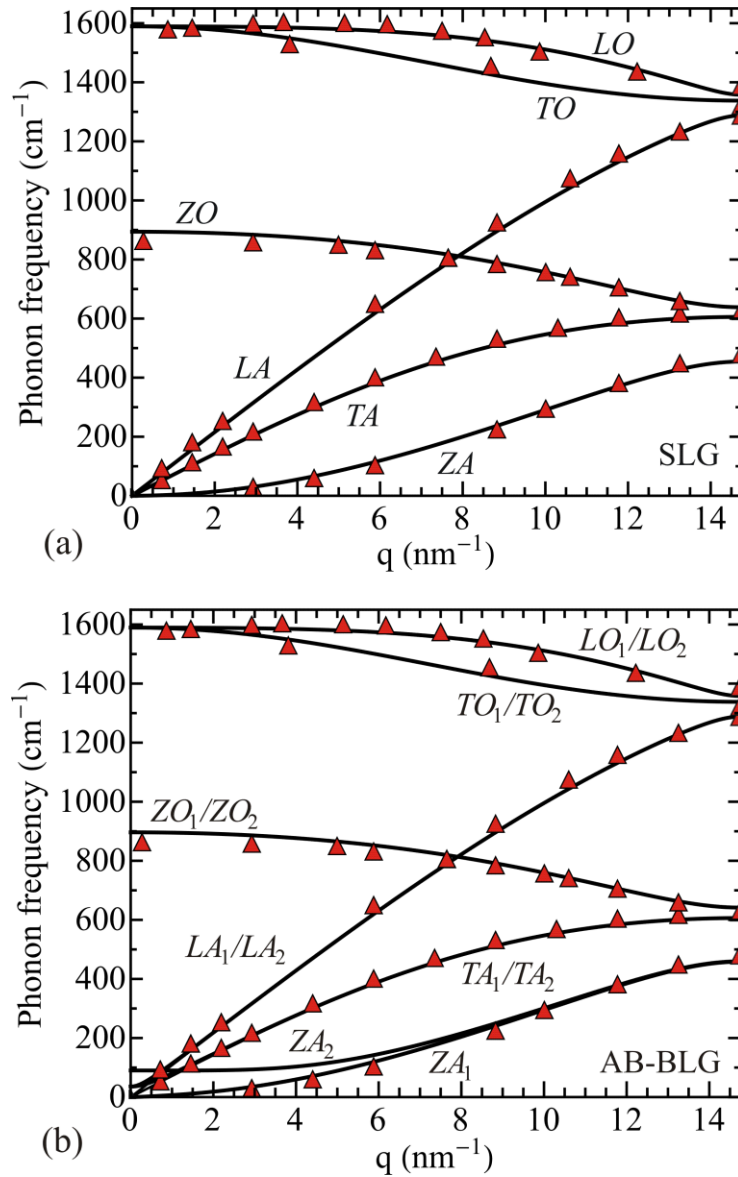 1600
1400
1200
1000
800
600
400
200
0
Phonon frequency (cm⁻¹)
LO
TO
ZO
LA
TA
ZA
SLG
0 2 4 6 8 10 12 14
q (nm⁻¹)
(a)
1600
1400
1200
1000
800
600
400
200
0
Phonon frequency (cm⁻¹)
LO₁/LO₂
TO₁/TO₂
ZO₁/ZO₂
LA₁/LA₂
TA₁/TA₂
ZA₂
ZA₁
AB-BLG
0 2 4 6 8 10 12 14
q (nm⁻¹)
(b)